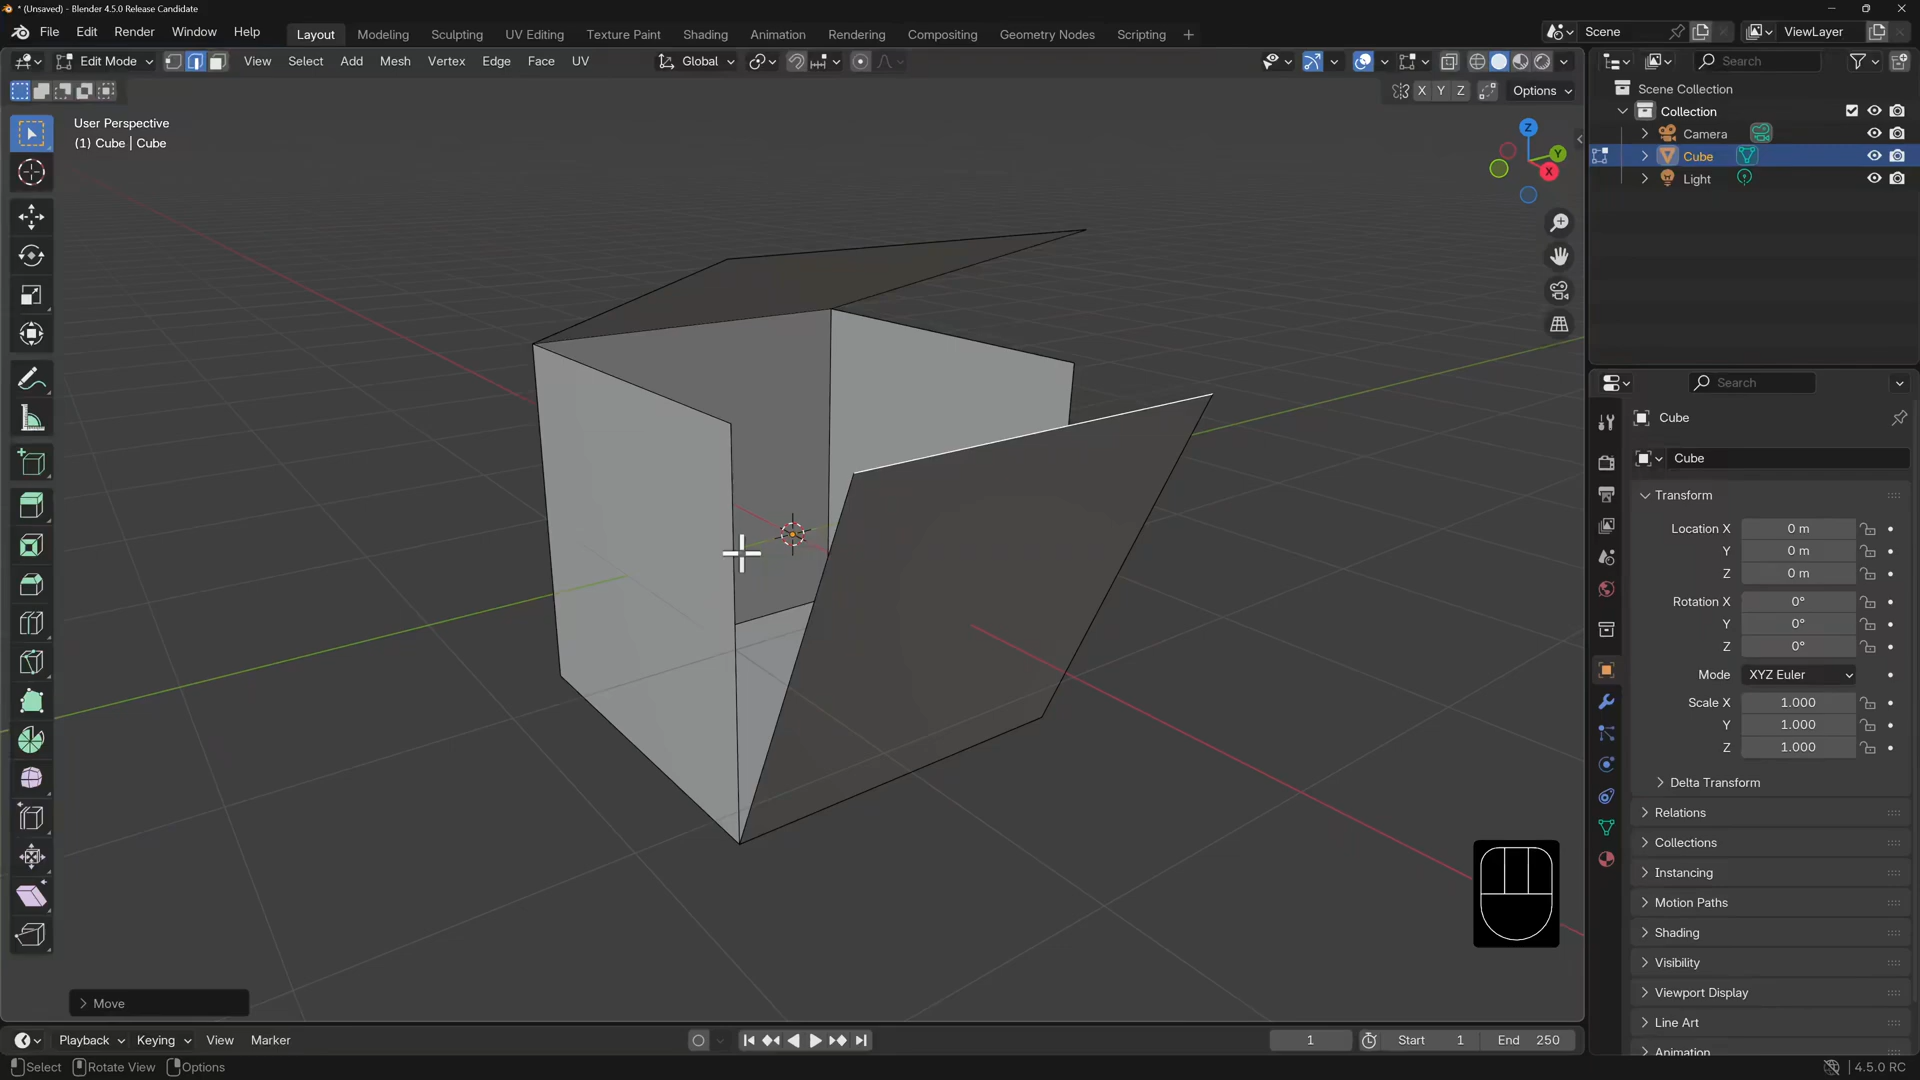 * (Unsaved) - Blender 4.5.0 Release Candidate
File Edit Render Window Help
Layout Modeling Sculpting UV Editing Texture Paint Shading Animation Rendering Compositing Geometry Nodes Scripting +
Scene
ViewLayer
Edit Mode
View Select Add Mesh Vertex Edge Face UV
Global
Search
X Y Z
Options
User Perspective
(1) Cube | Cube
Z
Y
X
Scene Collection
Collection
Camera
Cube
Light
Search
Cube
Cube
Transform
Location X 0 m
Y 0 m
Z 0 m
Rotation X 0°
Y 0°
Z 0°
Mode XYZ Euler
Scale X 1.000
Y 1.000
Z 1.000
Delta Transform
Relations
Collections
Instancing
Motion Paths
Shading
Visibility
Viewport Display
Line Art
Animation
Move
Playback Keying View Marker
1
Start 1
End 250
Select Rotate View Options
4.5.0 RC